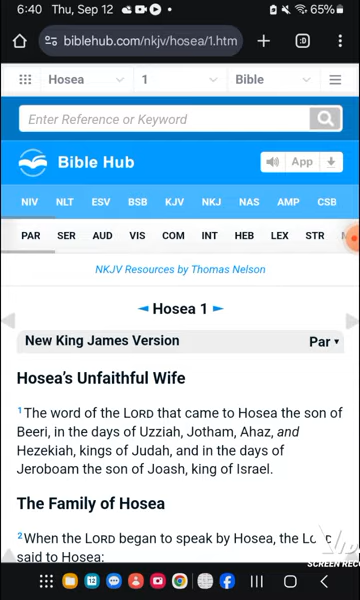 6:40 Thu, Sep 12 65%
biblehub.com/nkjv/hosea/1.htm :D
Hosea 1 Bible
Enter Reference or Keyword
Bible Hub App
NIV NLT ESV BSB KJV NKJ NAS AMP CSB
PAR SER AUD VIS COM INT HEB LEX STR
NKJV Resources by Thomas Nelson
◄ Hosea 1 ►
New King James Version Par ▾
Hosea’s Unfaithful Wife
1The word of the LORD that came to Hosea the son of
Beeri, in the days of Uzziah, Jotham, Ahaz, and
Hezekiah, kings of Judah, and in the days of
Jeroboam the son of Joash, king of Israel.
The Family of Hosea
2When the LORD began to speak by Hosea, the LORD
said to Hosea:
SCREEN REC